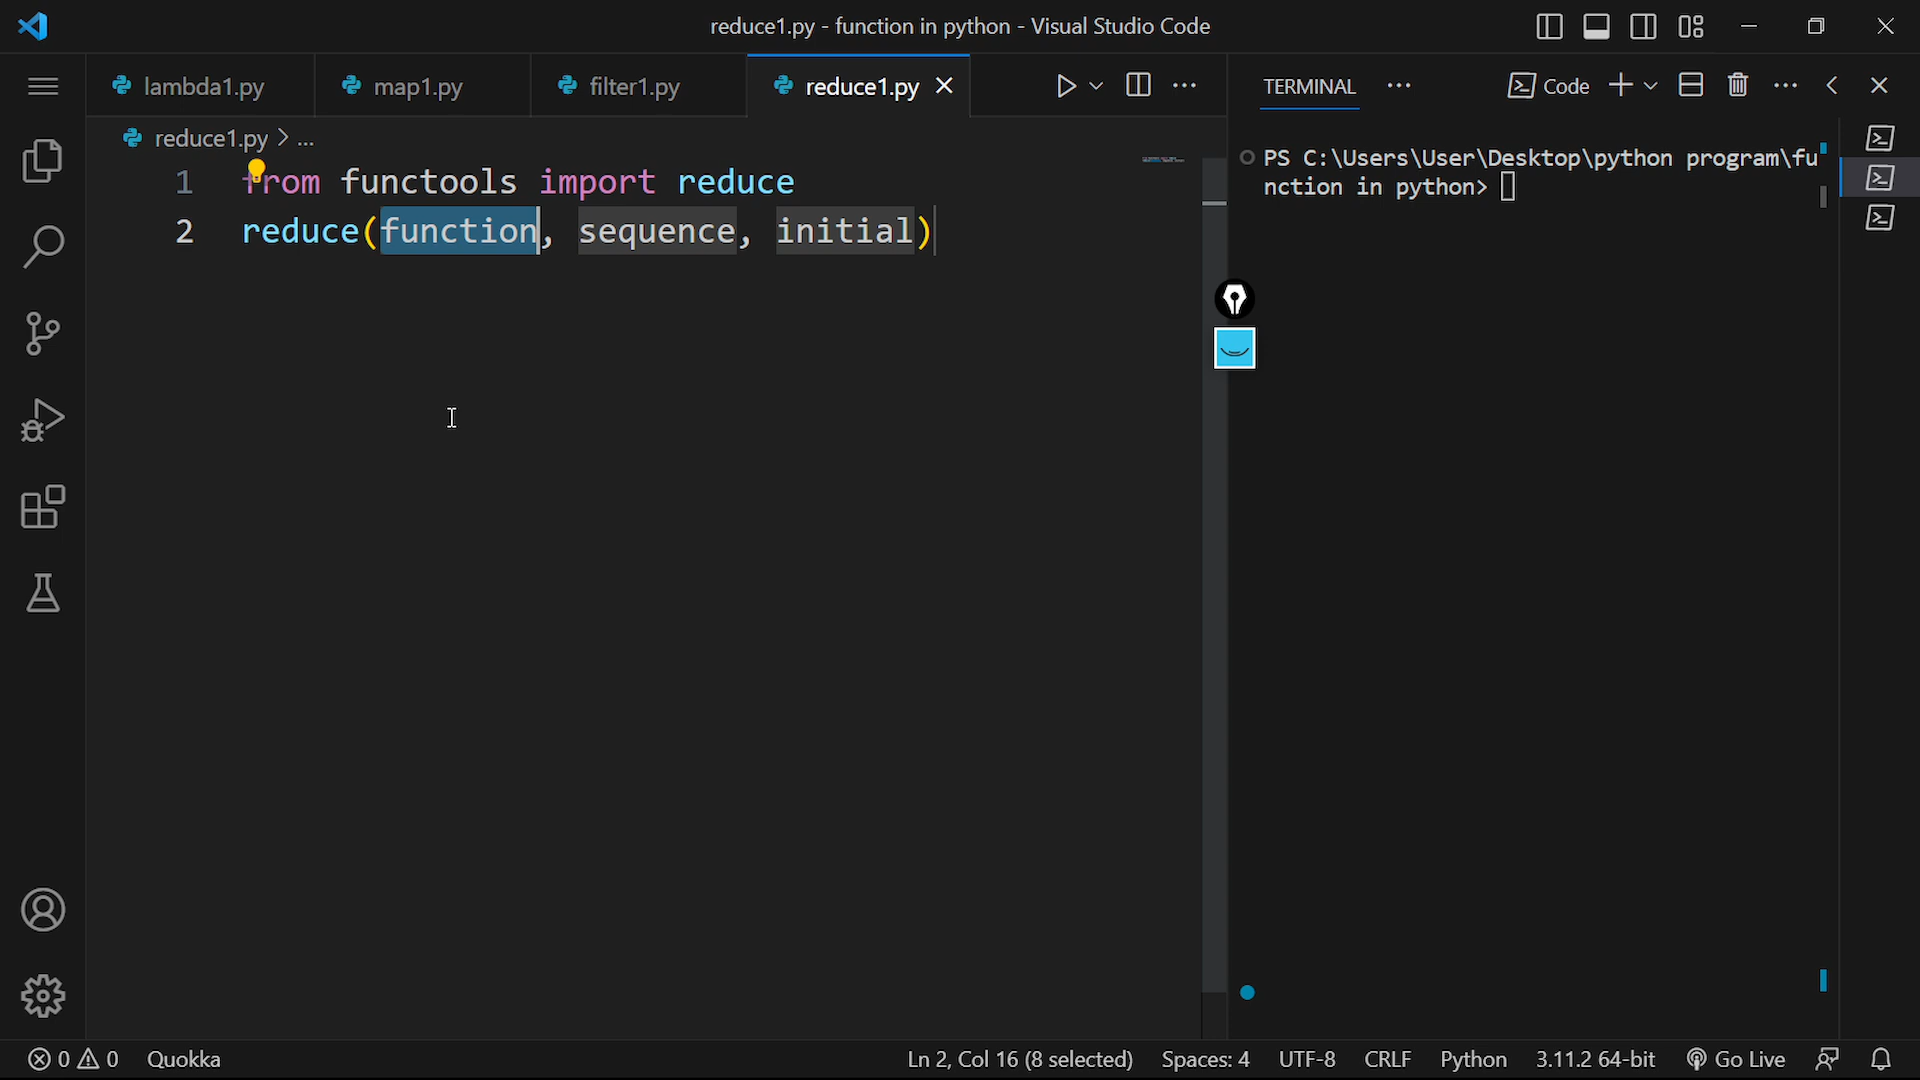 reduce1.py - function in python - Visual Studio Code
lambda1.py
map1.py
filter1.py
reduce1.py
reduce1.py > ...
1 from functools import reduce
2 reduce(function, sequence, initial)
TERMINAL
Code
PS C:\Users\User\Desktop\python program\fu
nction in python>
0 0 Quokka
Ln 2, Col 16 (8 selected) Spaces: 4 UTF-8 CRLF Python 3.11.2 64-bit Go Live